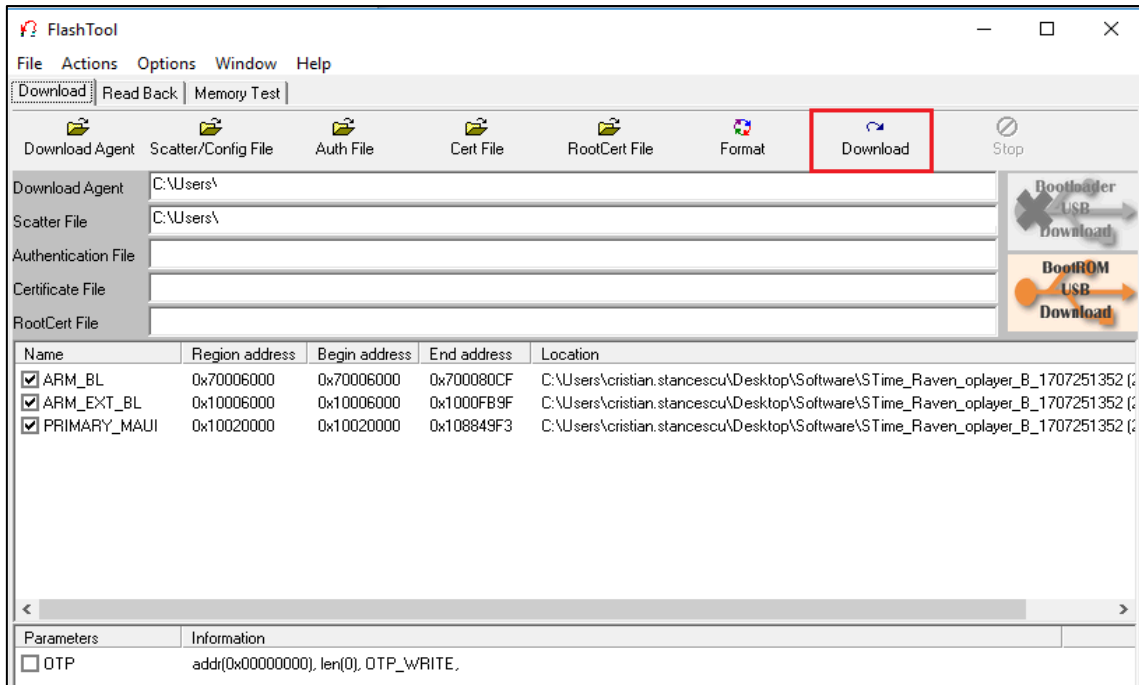 FlashTool
File Actions Options Window Help
Download Read Back Memory Test
Download Agent Scatter/Config File Auth File Cert File RootCert File Format Download Stop
Download Agent C:\Users\
Scatter File C:\Users\
Authentication File
Certificate File
RootCert File
Bootloader
USB
Download
BootROM
USB
Download
Name Region address Begin address End address Location
ARM_BL 0x70006000 0x70006000 0x700080CF C:\Users\cristian.stancescu\Desktop\Software\STime_Raven_oplayer_B_1707251352 (2
ARM_EXT_BL 0x10006000 0x10006000 0x1000FB9F C:\Users\cristian.stancescu\Desktop\Software\STime_Raven_oplayer_B_1707251352 (2
PRIMARY_MAUI 0x10020000 0x10020000 0x108849F3 C:\Users\cristian.stancescu\Desktop\Software\STime_Raven_oplayer_B_1707251352 (2
Parameters Information
OTP addr(0x00000000), len(0), OTP_WRITE,